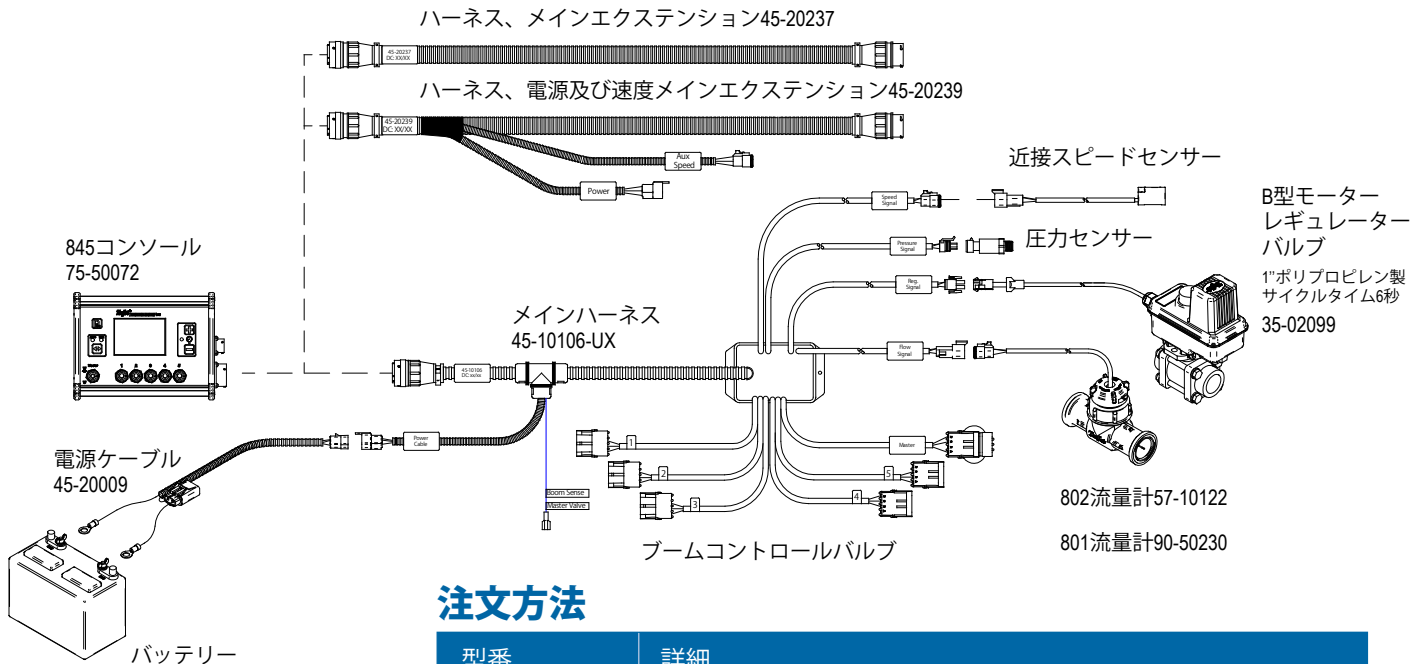 ハーネス、メインエクステンション45-20237
45-20237
DC: XX/XX
ハーネス、電源及び速度メインエクステンション45-20239
45-20239
DC: XX/XX
Aux
Speed
Power
近接スピードセンサー
Speed
Signal
B型モーター
レギュレーター
バルブ
1”ポリプロピレン製
サイクルタイム6秒
35-02099
圧力センサー
Pressure
Signal
Reg.
Signal
845コンソール
75-50072
1 2 3 4 5
メインハーネス
45-10106-UX
45-10106
DC xx/xx
Flow
Signal
Power
Cable
電源ケーブル
45-20009
1
2
3
Master
5
4
Boom Sense
Master Valve
802流量計57-10122
801流量計90-50230
ブームコントロールバルブ
バッテリー
注文方法
型番 詳細